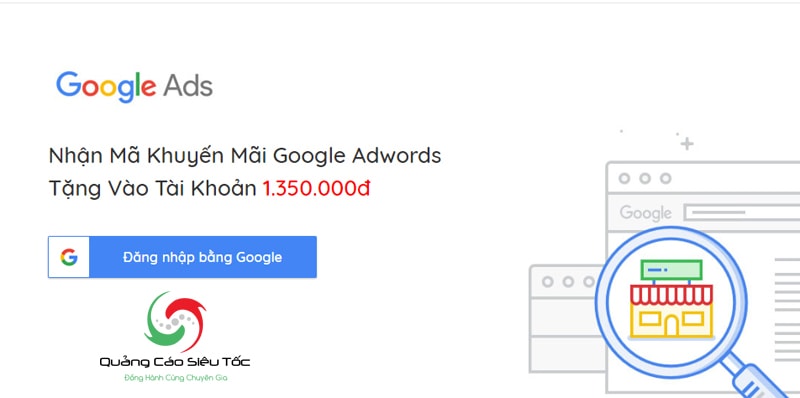 Google Ads
Nhận Mã Khuyến Mãi Google Adwords
Tặng Vào Tài Khoản 1.350.000đ
Google
G Đăng nhập bằng Google
Quảng Cáo Siêu Tốc
Đồng Hành Cùng Chuyên Gia